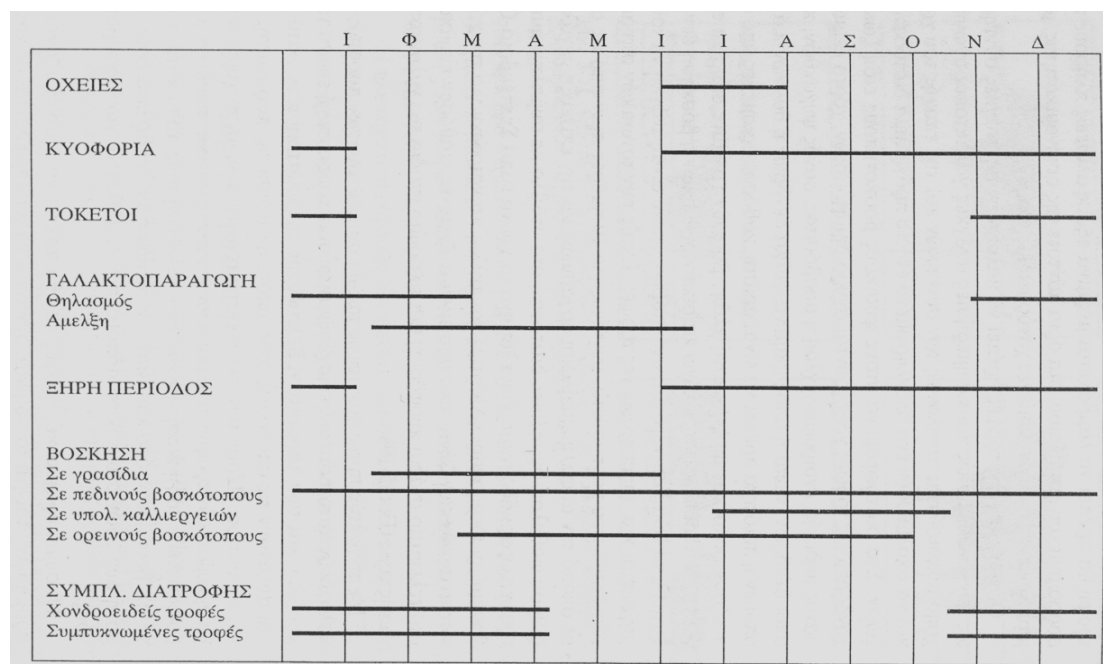 Ι Φ Μ Α Μ Ι Ι Α Σ Ο Ν Δ
ΟΧΕΙΕΣ
ΚΥΟΦΟΡΙΑ
ΤΟΚΕΤΟΙ
ΓΑΛΑΚΤΟΠΑΡΑΓΩΓΗ
Θηλασμός
Αμελξη
ΞΗΡΗ ΠΕΡΙΟΔΟΣ
ΒΟΣΚΗΣΗ
Σε γρασίδια
Σε πεδινούς βοσκότοπους
Σε υπολ. καλλιεργειών
Σε ορεινούς βοσκότοπους
ΣΥΜΠΛ. ΔΙΑΤΡΟΦΗΣ
Χονδροειδείς τροφές
Συμπυκνωμένες τροφές